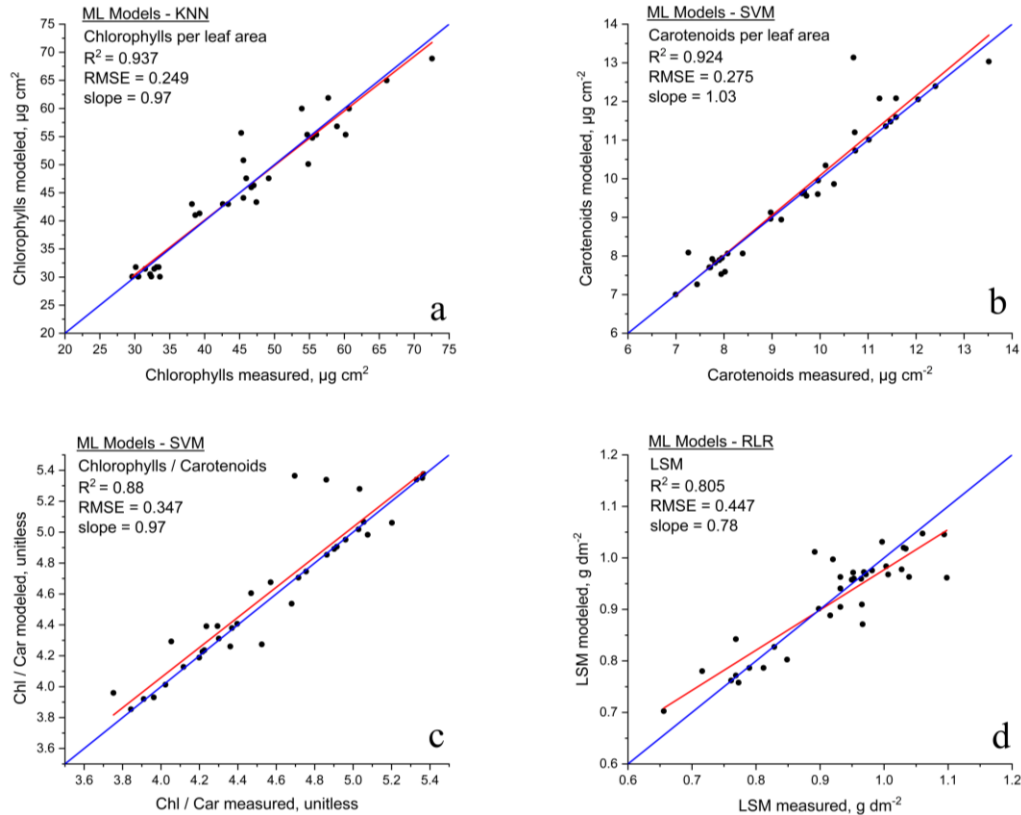 ML Models - KNN
Chlorophylls per leaf area
R² = 0.937
RMSE = 0.249
slope = 0.97
75
70
65
60
55
50
45
40
35
30
25
20
20 25 30 35 40 45 50 55 60 65 70 75
Chlorophylls modeled, µg cm²
Chlorophylls measured, µg cm²
a
ML Models - SVM
Carotenoids per leaf area
R² = 0.924
RMSE = 0.275
slope = 1.03
14
13
12
11
10
9
8
7
6
6 7 8 9 10 11 12 13 14
Carotenoids modeled, µg cm⁻²
Carotenoids measured, µg cm⁻²
b
ML Models - SVM
Chlorophylls / Carotenoids
R² = 0.88
RMSE = 0.347
slope = 0.97
5.4
5.2
5.0
4.8
4.6
4.4
4.2
4.0
3.8
3.6
3.6 3.8 4.0 4.2 4.4 4.6 4.8 5.0 5.2 5.4
Chl / Car modeled, unitless
Chl / Car measured, unitless
c
ML Models - RLR
LSM
R² = 0.805
RMSE = 0.447
slope = 0.78
1.2
1.1
1.0
0.9
0.8
0.7
0.6
0.6 0.7 0.8 0.9 1.0 1.1 1.2
LSM modeled, g dm⁻²
LSM measured, g dm⁻²
d